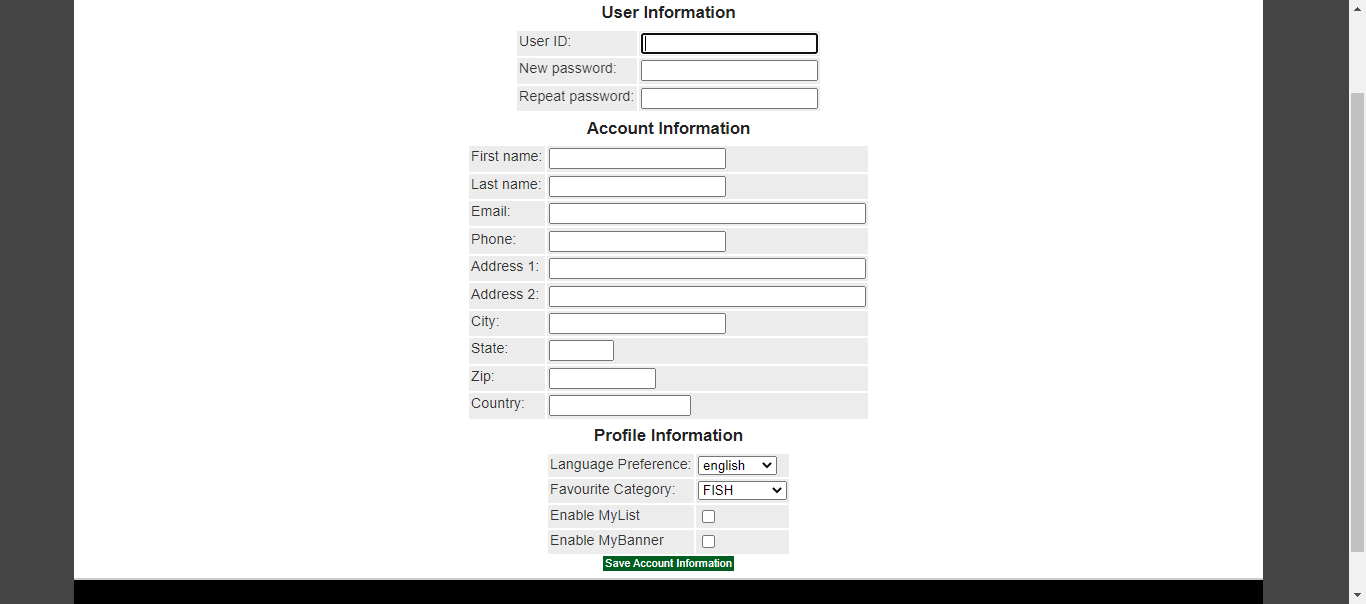 User Information
User ID:
New password:
Repeat password:
Account Information
First name:
Last name:
Email:
Phone:
Address 1:
Address 2:
City:
State:
Zip:
Country:
Profile Information
Language Preference: english
Favourite Category: FISH
Enable MyList
Enable MyBanner
Save Account Information